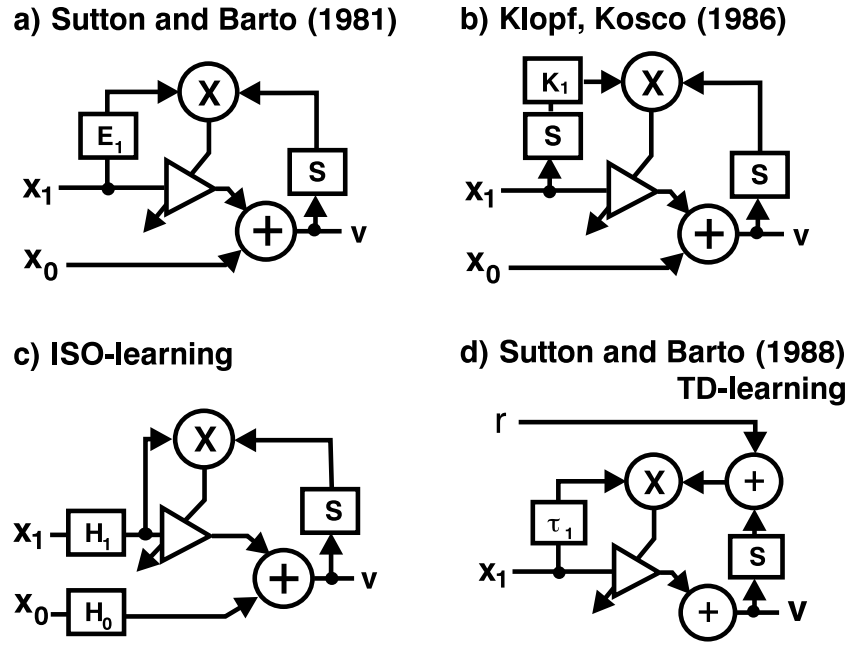 a) Sutton and Barto (1981)
X
E1
S
x1
+
v
x0
b) Klopf, Kosco (1986)
K1
X
S
S
x1
+
v
x0
c) ISO-learning
X
S
x1
H1
+
v
x0
H0
d) Sutton and Barto (1988)
TD-learning
r
X
+
τ1
S
x1
+
v